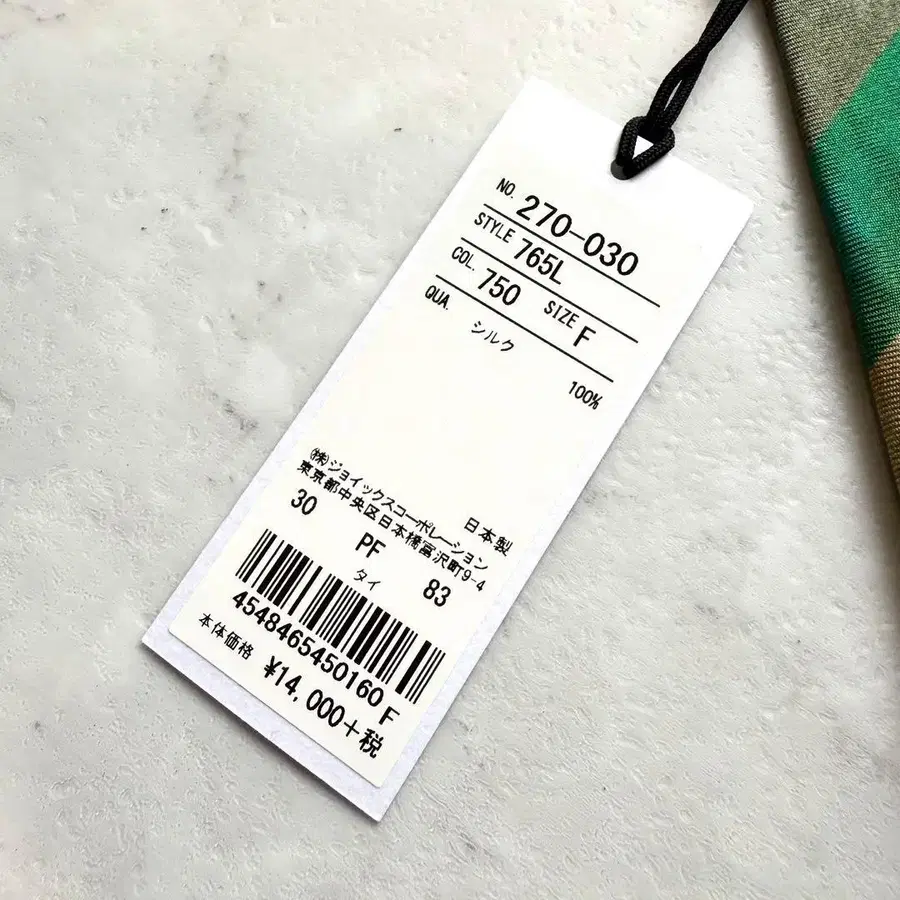 NO. 270-030
STYLE 765L
COL. 750 SIZE F
QUA.
シルク
100%
日本製
㈱ジョイックスコーポレーション
東京都中央区日本橋富沢町9-4
30 PF 83
タイ
4548465450160 F
本体価格
¥14,000+税